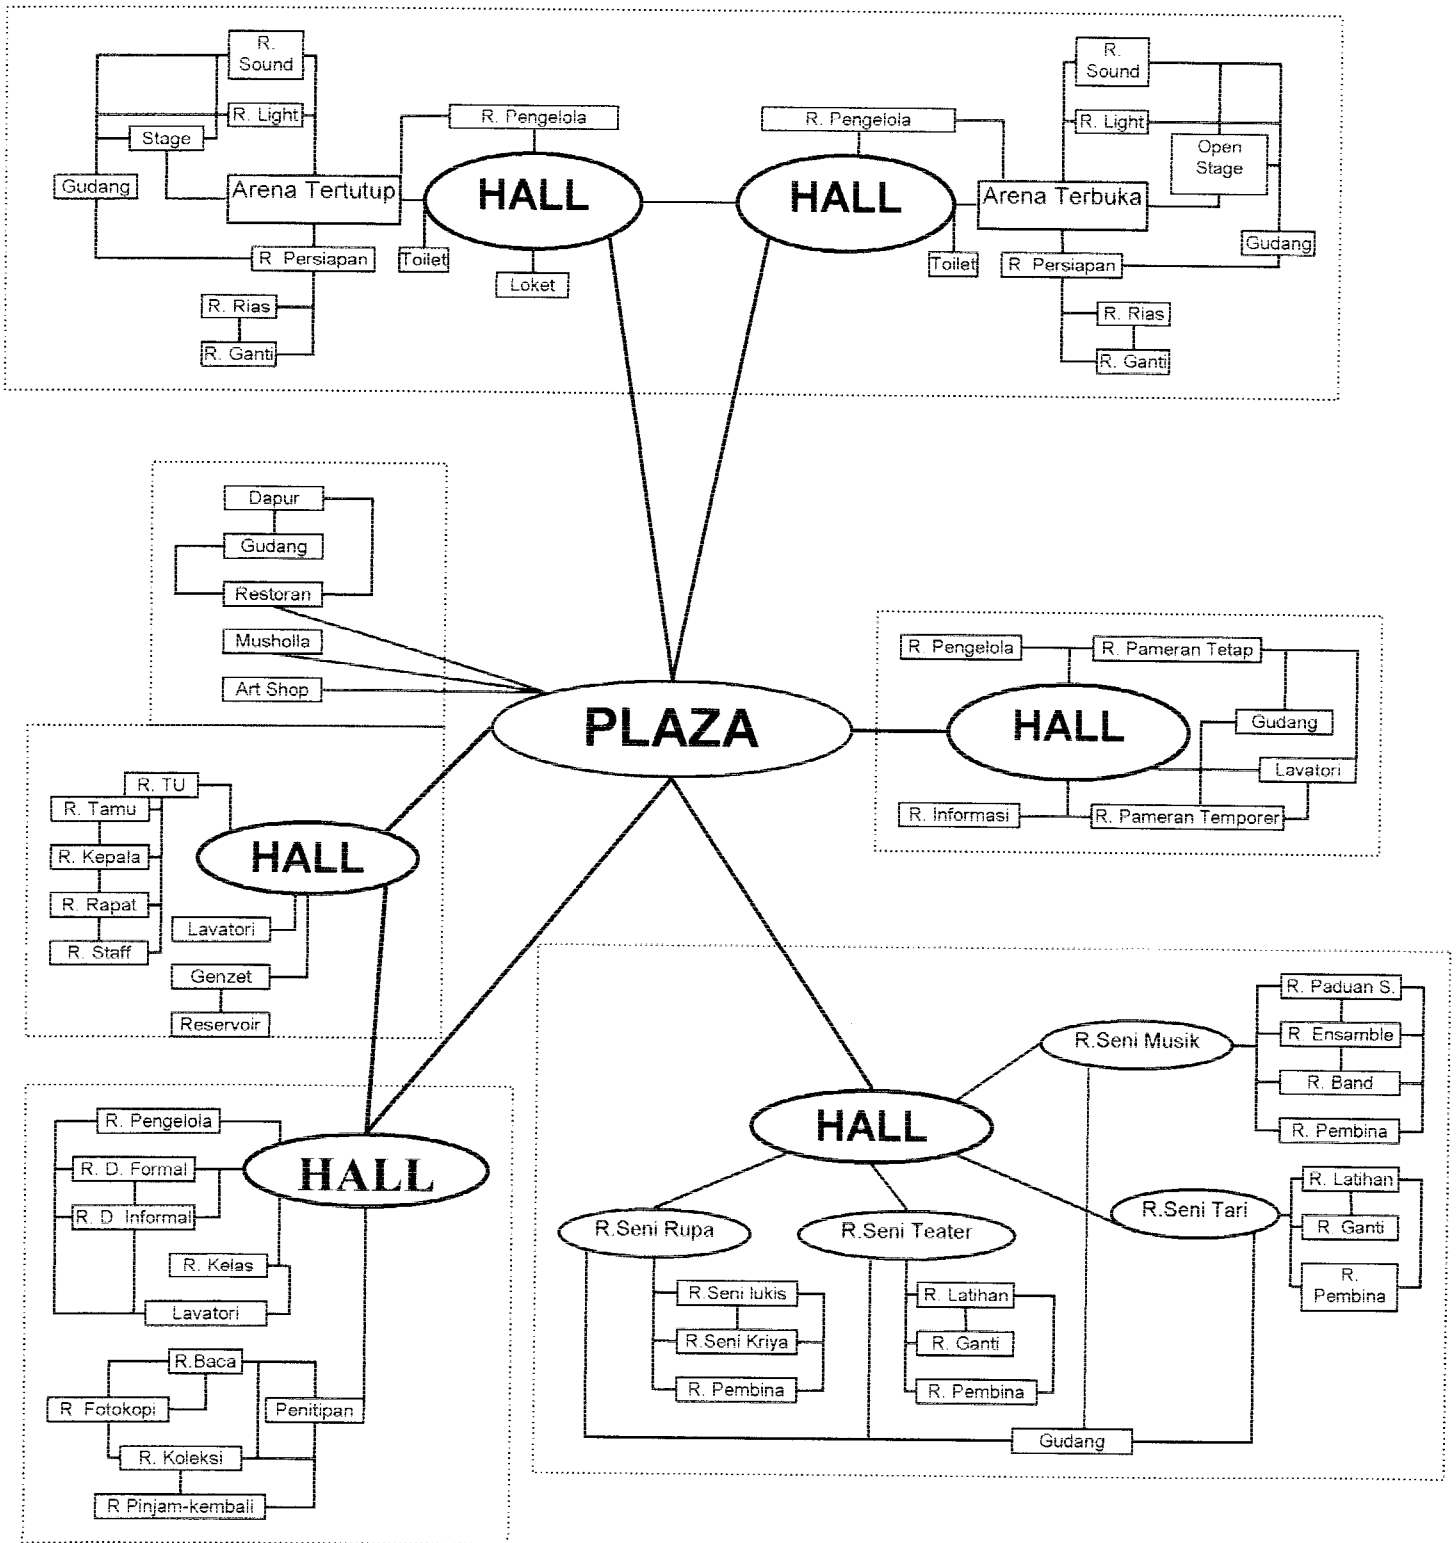 R.
Sound
R. Light
Stage
Gudang
Arena Tertutup
R Persiapan
R. Rias
R. Ganti
R. Pengelola
HALL
Toilet
Loket
R. Pengelola
HALL
Toilet
R.
Sound
R. Light
Open
Stage
Arena Terbuka
Gudang
R Persiapan
R. Rias
R. Ganti
Dapur
Gudang
Restoran
Musholla
Art Shop
PLAZA
R. Pengelola
R. Pameran Tetap
HALL
Gudang
Lavatori
R. Informasi
R. Pameran Temporer
R. TU
R. Tamu
R. Kepala
R. Rapat
R. Staff
HALL
Lavatori
Genzet
Reservoir
R. Pengelola
R. D. Formal
R. D. Informal
HALL
R. Kelas
Lavatori
R.Baca
R Fotokopi
Penitipan
R. Koleksi
R Pinjam-kembali
HALL
R.Seni Musik
R. Paduan S.
R. Ensamble
R. Band
R. Pembina
R.Seni Tari
R. Latihan
R. Ganti
R.
Pembina
R.Seni Rupa
R.Seni lukis
R.Seni Kriya
R. Pembina
R.Seni Teater
R. Latihan
R. Ganti
R. Pembina
Gudang